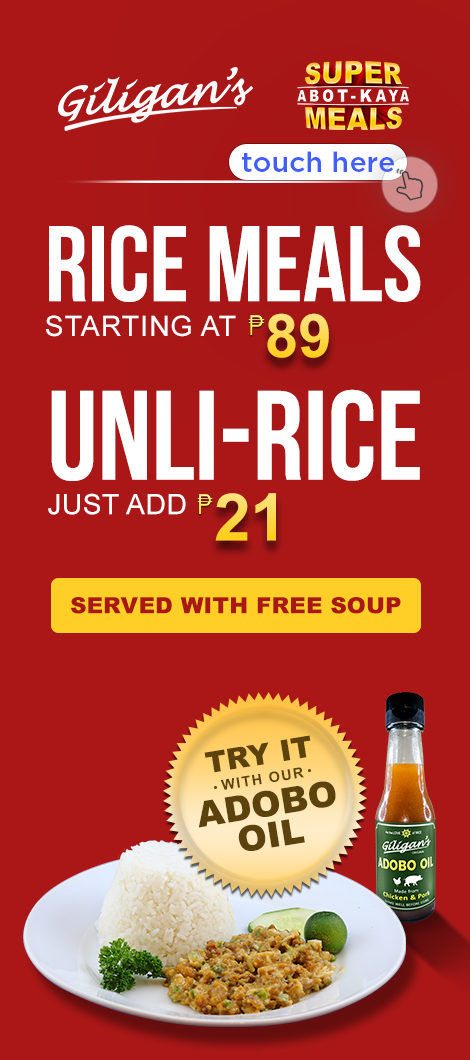 Giligan's
SUPER
ABOT-KAYA
MEALS
touch here
RICE MEALS
STARTING AT ₱89
UNLI-RICE
JUST ADD ₱21
SERVED WITH FREE SOUP
TRY IT
· WITH OUR ·
ADOBO
OIL
Giligan's
ADOBO OIL
Made from
Chicken & Pork